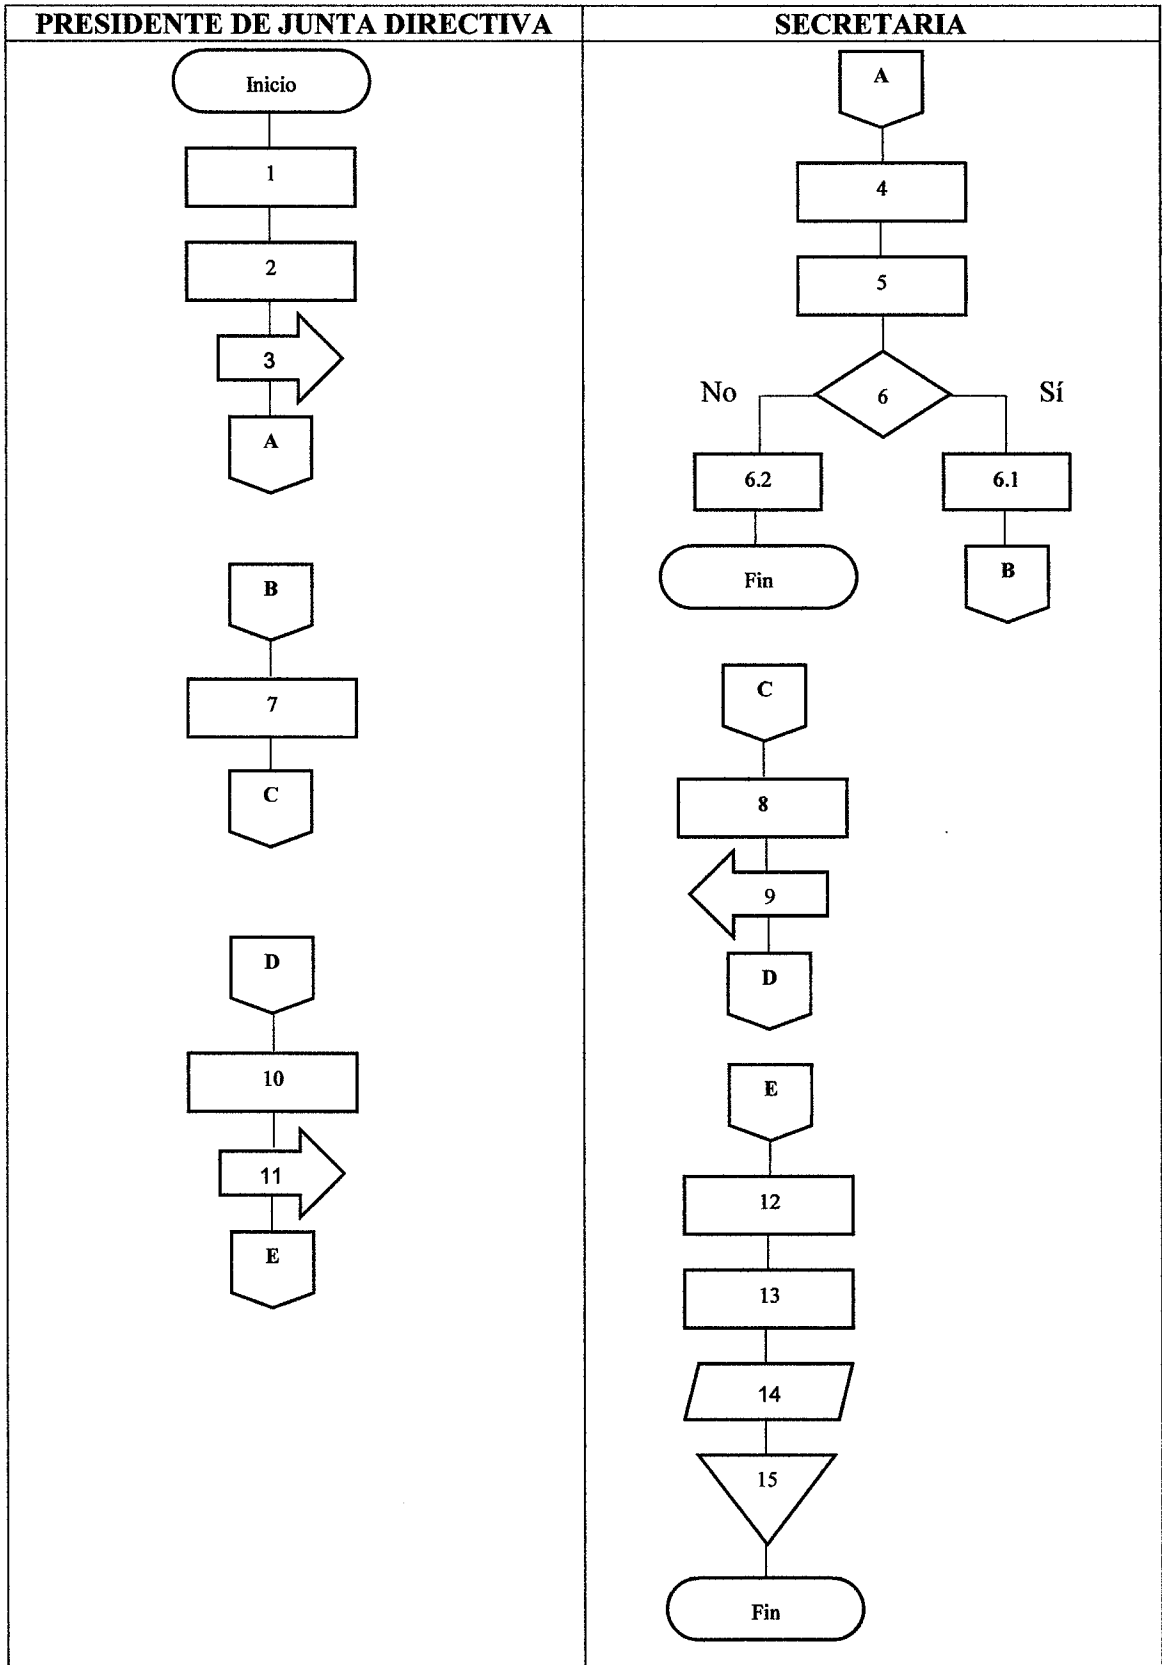 PRESIDENTE DE JUNTA DIRECTIVA
Inicio
1
2
3
A
B
7
C
D
10
11
E
SECRETARIA
A
4
5
6
No
Sí
6.2
6.1
Fin
B
C
8
9
D
E
12
13
14
15
Fin